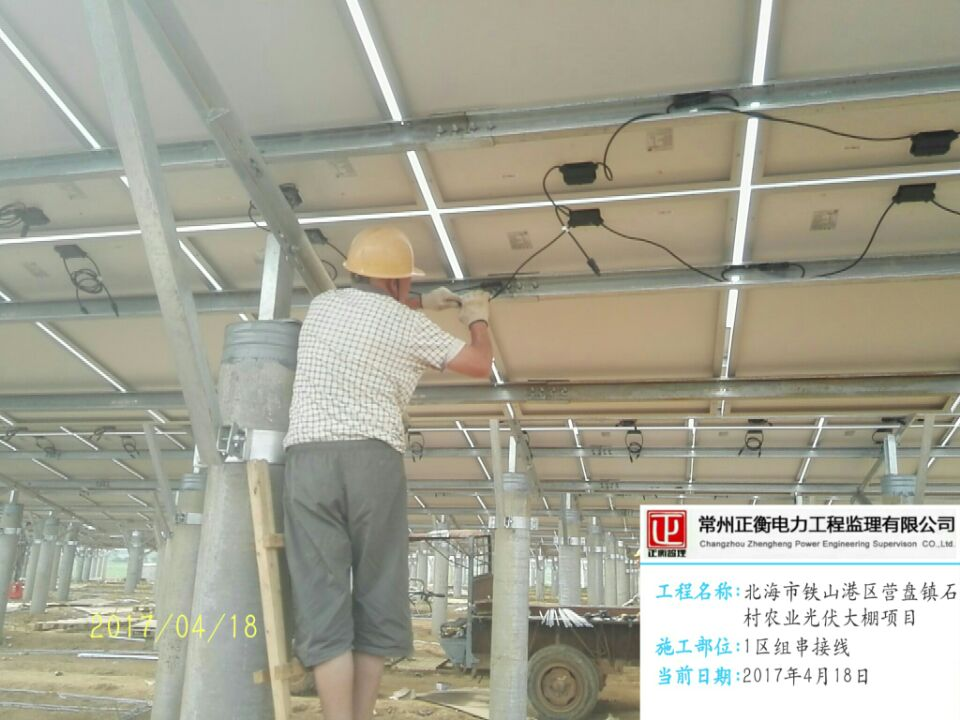 常州正衡电力工程监理有限公司
Changzhou Zhengheng Power Engineering Supervison CO.,Ltd.
正衡监理
工程名称:北海市铁山港区营盘镇石
村农业光伏大棚项目
施工部位:1区组串接线
当前日期:2017年4月18日
2017/04/18